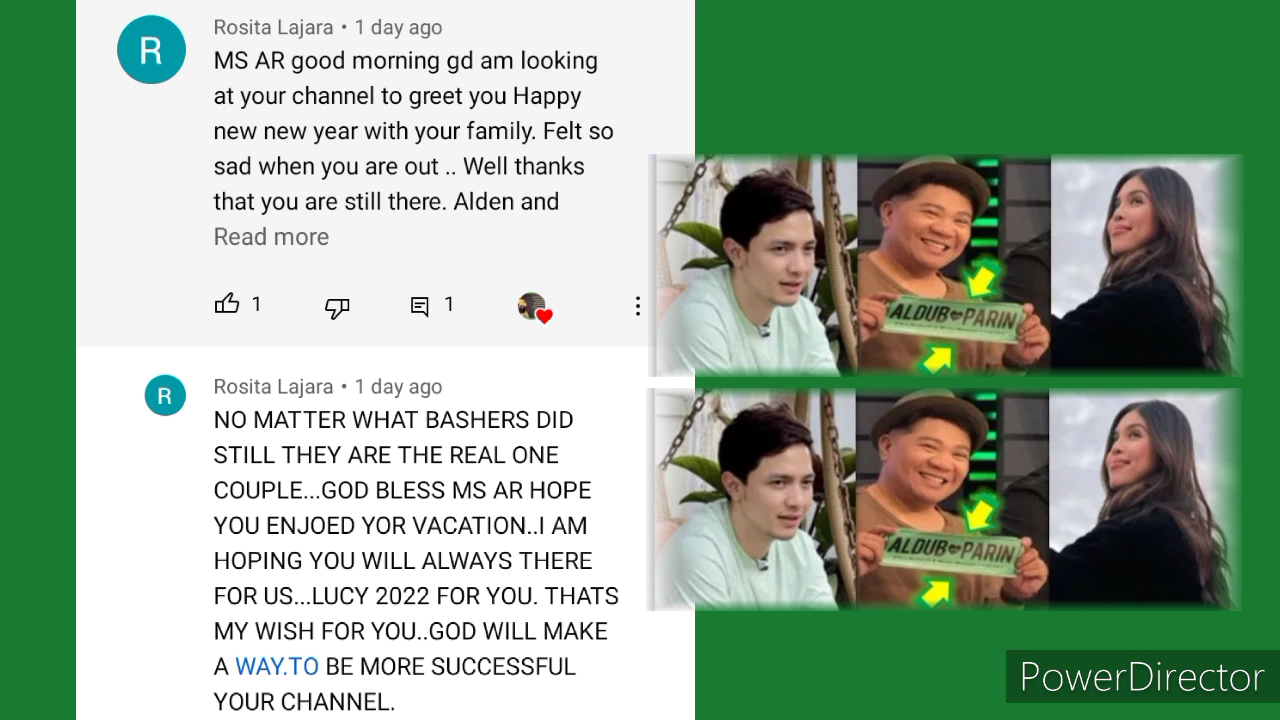 R
Rosita Lajara • 1 day ago
MS AR good morning gd am looking
at your channel to greet you Happy
new new year with your family. Felt so
sad when you are out .. Well thanks
that you are still there. Alden and
Read more
1
1
R
Rosita Lajara • 1 day ago
NO MATTER WHAT BASHERS DID
STILL THEY ARE THE REAL ONE
COUPLE...GOD BLESS MS AR HOPE
YOU ENJOED YOR VACATION..I AM
HOPING YOU WILL ALWAYS THERE
FOR US...LUCY 2022 FOR YOU. THATS
MY WISH FOR YOU..GOD WILL MAKE
A WAY.TO BE MORE SUCCESSFUL
YOUR CHANNEL.
ALDUB PARIN
ALDUB PARIN
PowerDirector